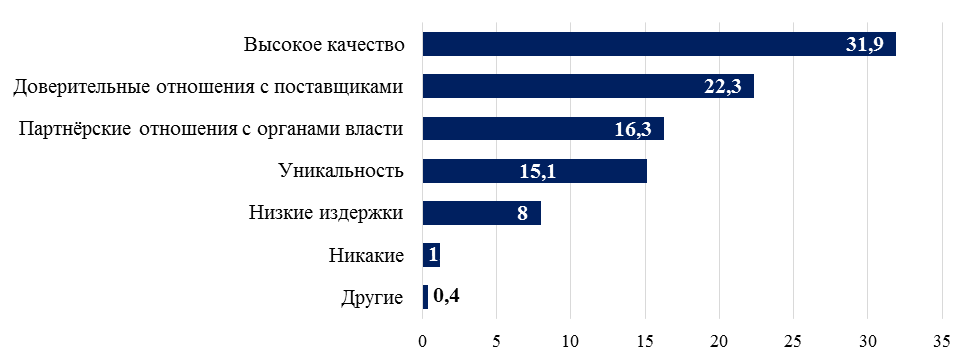 Высокое качество 31,9
Доверительные отношения с поставщиками 22,3
Партнёрские отношения с органами власти 16,3
Уникальность 15,1
Низкие издержки 8
Никакие 1
Другие 0,4
0 5 10 15 20 25 30 35